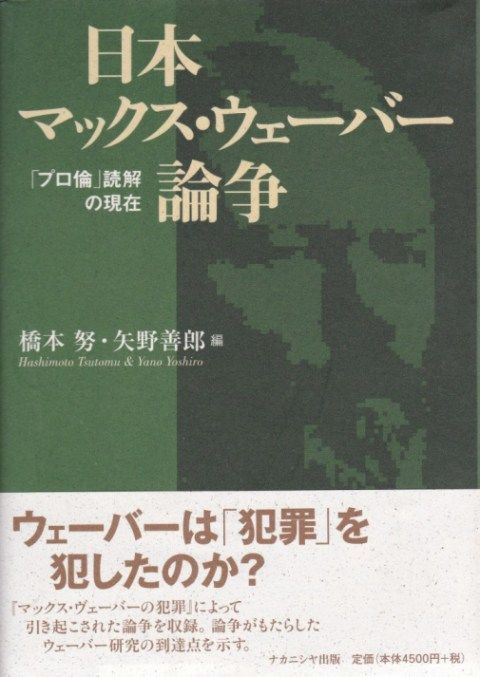 日本
マックス・ウェーバー
論争
「プロ倫」読解
の現在
橋本 努・矢野善郎 編
Hashimoto Tsutomu & Yano Yoshiro
ウェーバーは「犯罪」を
犯したのか?
『マックス・ヴェーバーの犯罪』によって
引き起こされた論争を収録。論争がもたらした
ウェーバー研究の到達点を示す。
ナカニシヤ出版 定価(本体4500円+税)